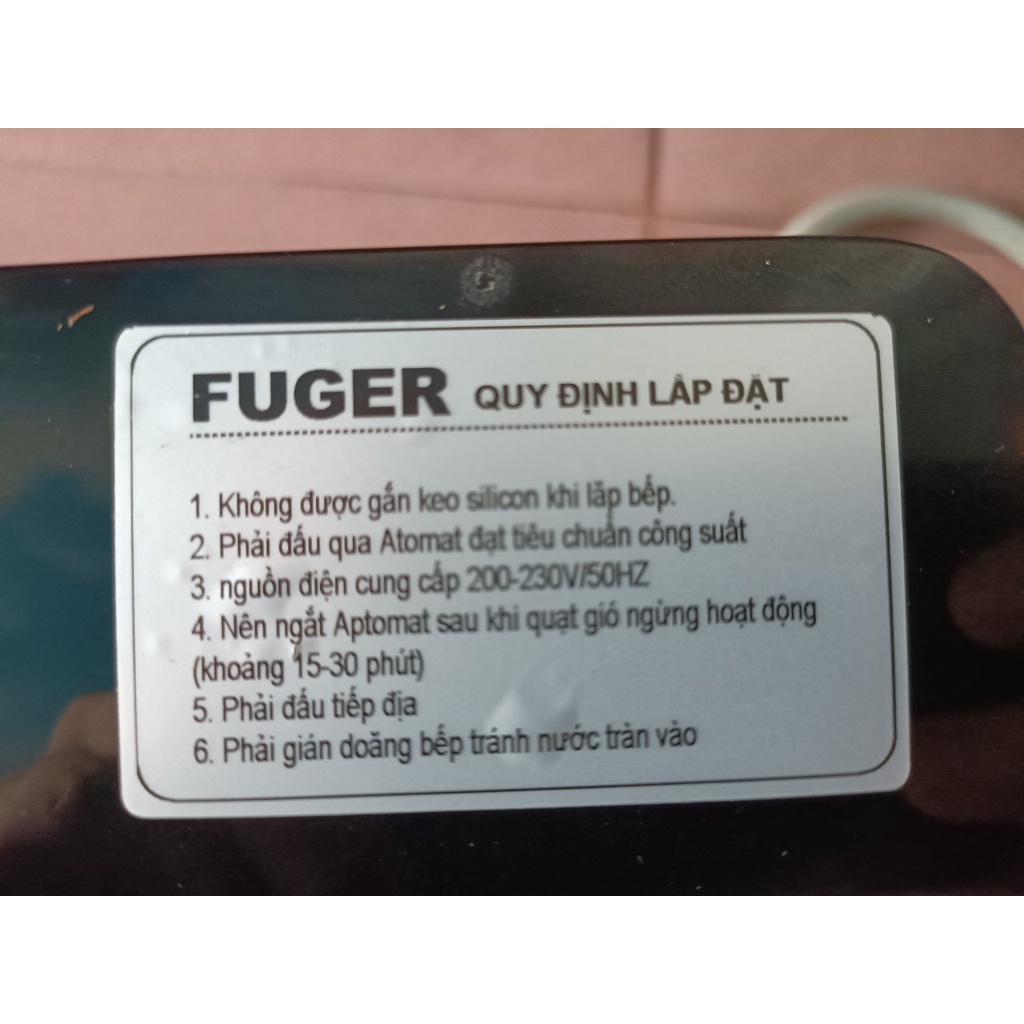 FUGER QUY ĐỊNH LẮP ĐẶT
1. Không được gắn keo silicon khi lắp bếp.
2. Phải đấu qua Atomat đạt tiêu chuẩn công suất
3. nguồn điện cung cấp 200-230V/50HZ
4. Nên ngắt Aptomat sau khi quạt gió ngừng hoạt động
(khoảng 15-30 phút)
5. Phải đấu tiếp địa
6. Phải gián doăng bếp tránh nước tràn vào